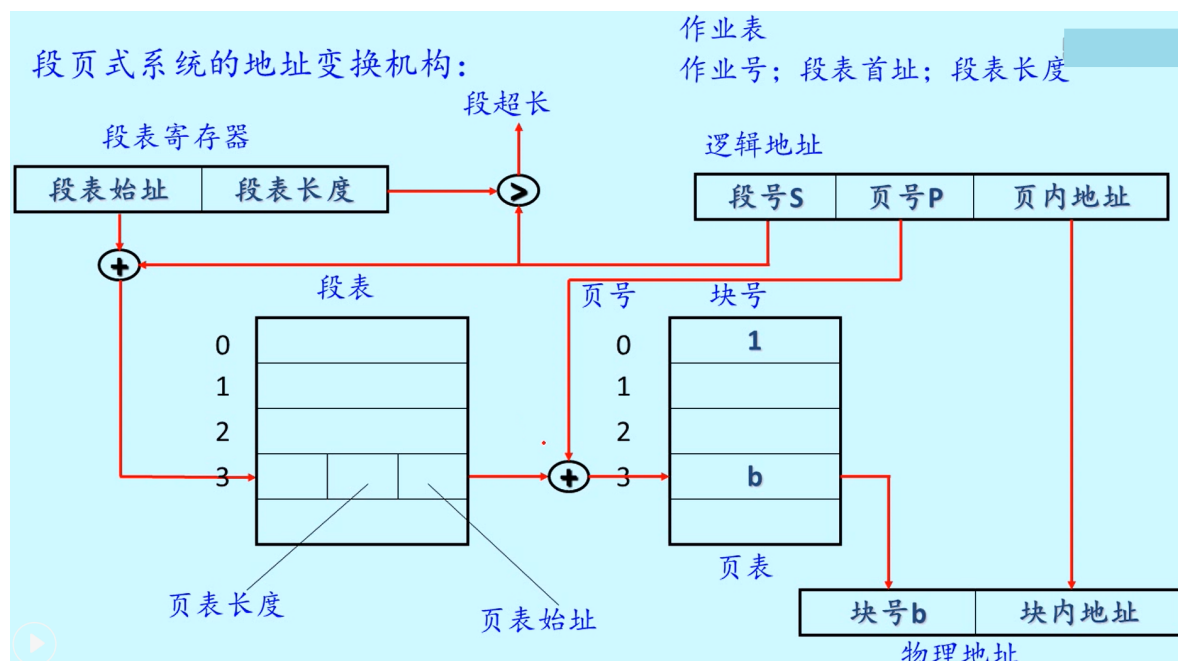 作业表
段页式系统的地址变换机构：
作业号；段表首址；段表长度
段超长
段表寄存器
逻辑地址
段表始址 段表长度
>
段号S 页号P 页内地址
+
段表
页号 块号
0
0 1
1
1
2
2
3
+
3 b
页表
页表长度
页表始址
块号b 块内地址
物理地址